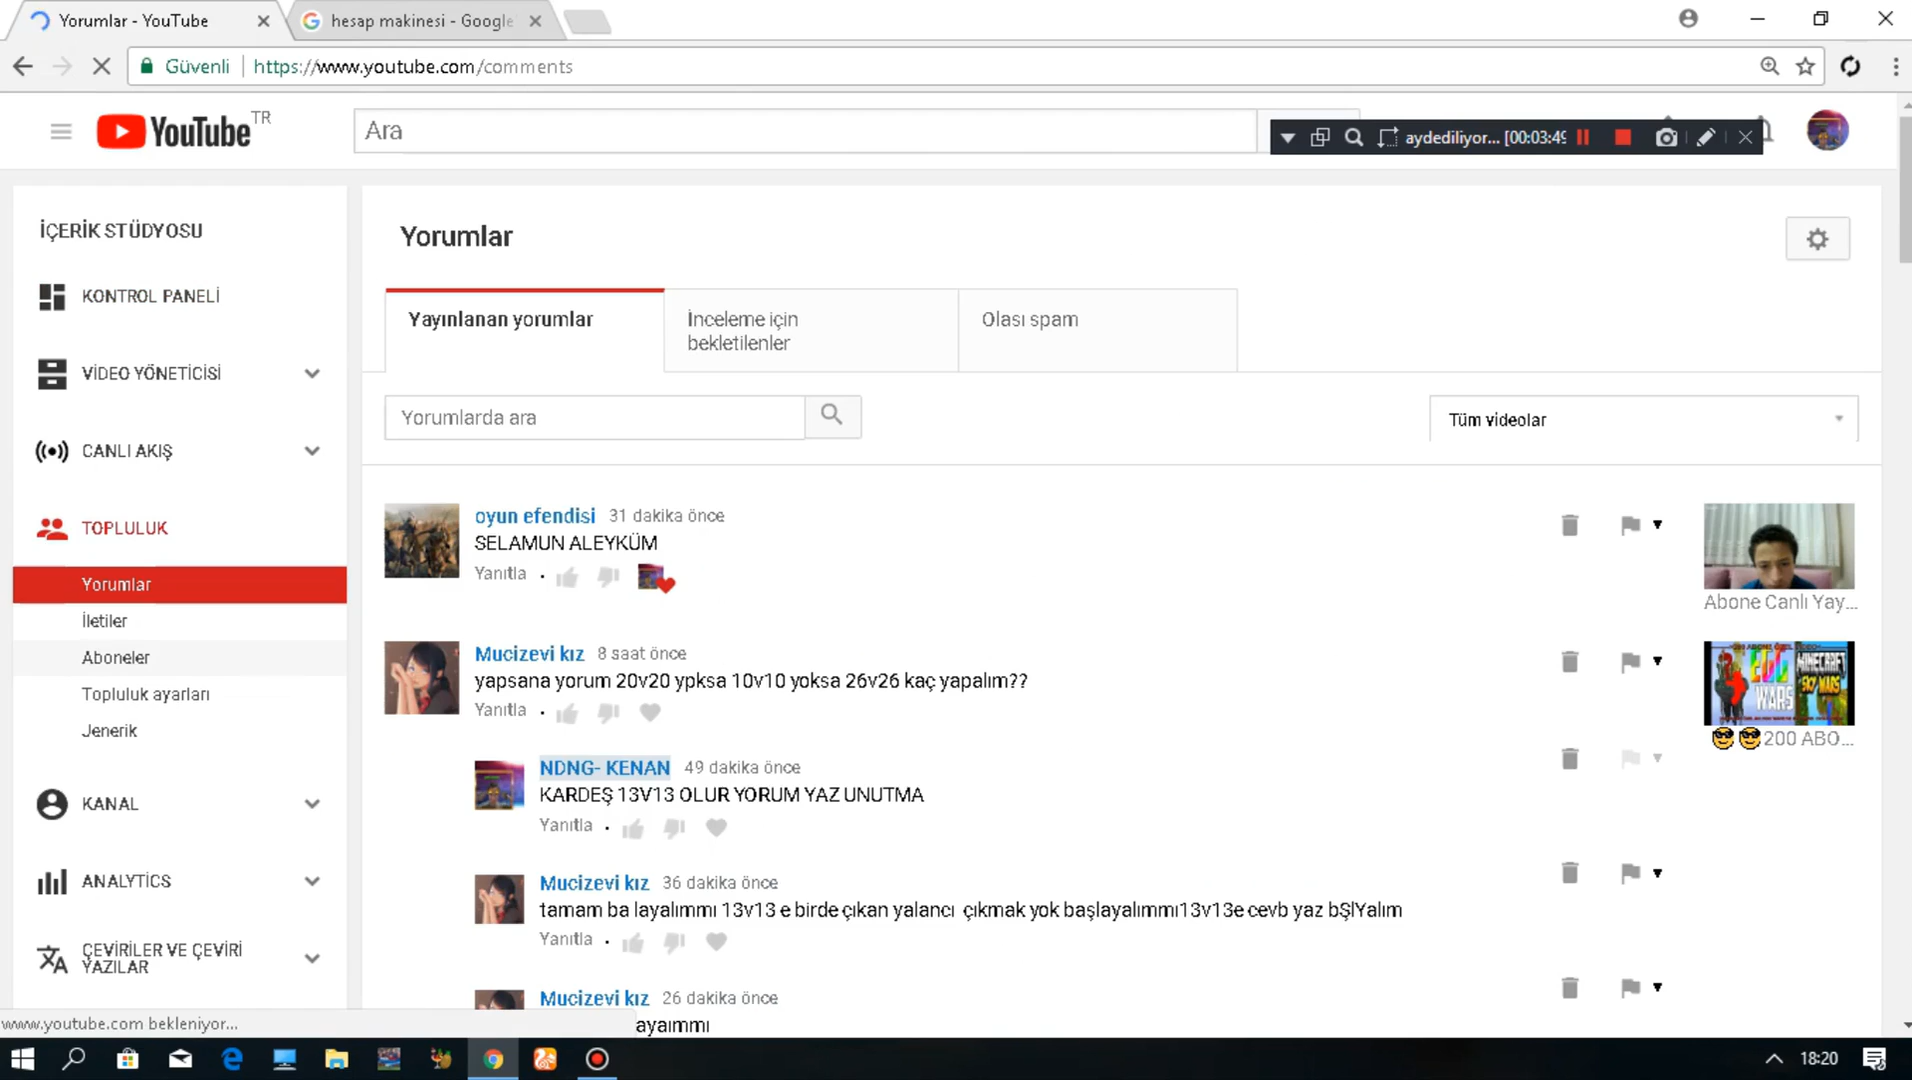 Yorumlar - YouTube
hesap makinesi - Google
Güvenli
https://www.youtube.com/comments
YouTube TR
Ara
aydediliyor... [00:03:49
İÇERİK STÜDYOSU
KONTROL PANELİ
VİDEO YÖNETİCİSİ
CANLI AKIŞ
TOPLULUK
Yorumlar
İletiler
Aboneler
Topluluk ayarları
Jenerik
KANAL
ANALYTICS
ÇEVİRİLER VE ÇEVİRİ
YAZILAR
www.youtube.com bekleniyor...
Yorumlar
Yayınlanan yorumlar
İnceleme için
bekletilenler
Olası spam
Yorumlarda ara
Tüm videolar
oyun efendisi 31 dakika önce
SELAMUN ALEYKÜM
Yanıtla
Abone Canlı Yay...
Mucizevi kız 8 saat önce
yapsana yorum 20v20 ypksa 10v10 yoksa 26v26 kaç yapalım??
Yanıtla
EGG
WARS
MINECRAFT
SKY WARS
😎😎200 ABO...
NDNG- KENAN 49 dakika önce
KARDEŞ 13V13 OLUR YORUM YAZ UNUTMA
Yanıtla
Mucizevi kız 36 dakika önce
tamam ba layalımmı 13v13 e birde çıkan yalancı çıkmak yok başlayalımmı13v13e cevb yaz bŞlYalım
Yanıtla
Mucizevi kız 26 dakika önce
ayaımmı
18:20